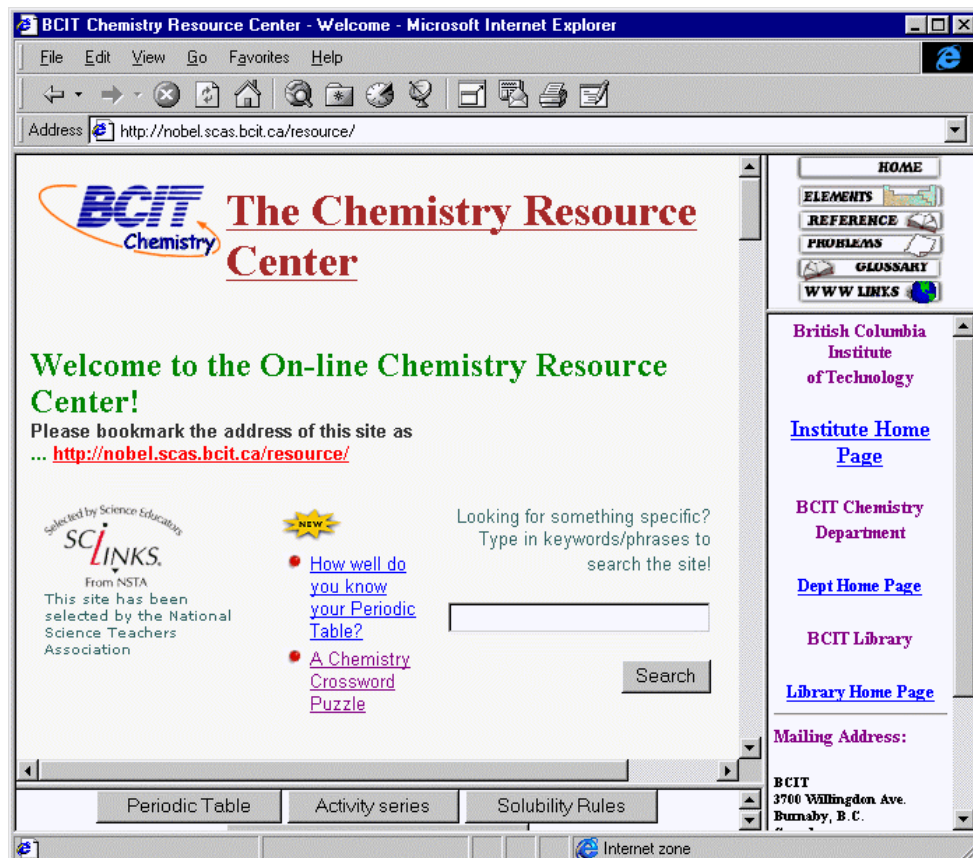 BCIT Chemistry Resource Center - Welcome - Microsoft Internet Explorer
File Edit View Go Favorites Help
Address http://nobel.scas.bcit.ca/resource/
BCIT
Chemistry
The Chemistry Resource
Center
Welcome to the On-line Chemistry Resource
Center!
Please bookmark the address of this site as
... http://nobel.scas.bcit.ca/resource/
Selected by Science Educators
SCiLINKS.
From NSTA
This site has been
selected by the National
Science Teachers
Association
NEW
How well do
you know
your Periodic
Table?
A Chemistry
Crossword
Puzzle
Looking for something specific?
Type in keywords/phrases to
search the site!
Search
Periodic Table
Activity series
Solubility Rules
HOME
ELEMENTS
REFERENCE
PROBLEMS
GLOSSARY
WWW LINKS
British Columbia
Institute
of Technology
Institute Home
Page
BCIT Chemistry
Department
Dept Home Page
BCIT Library
Library Home Page
Mailing Address:
BCIT
3700 Willingdon Ave.
Burnaby, B.C.
Internet zone